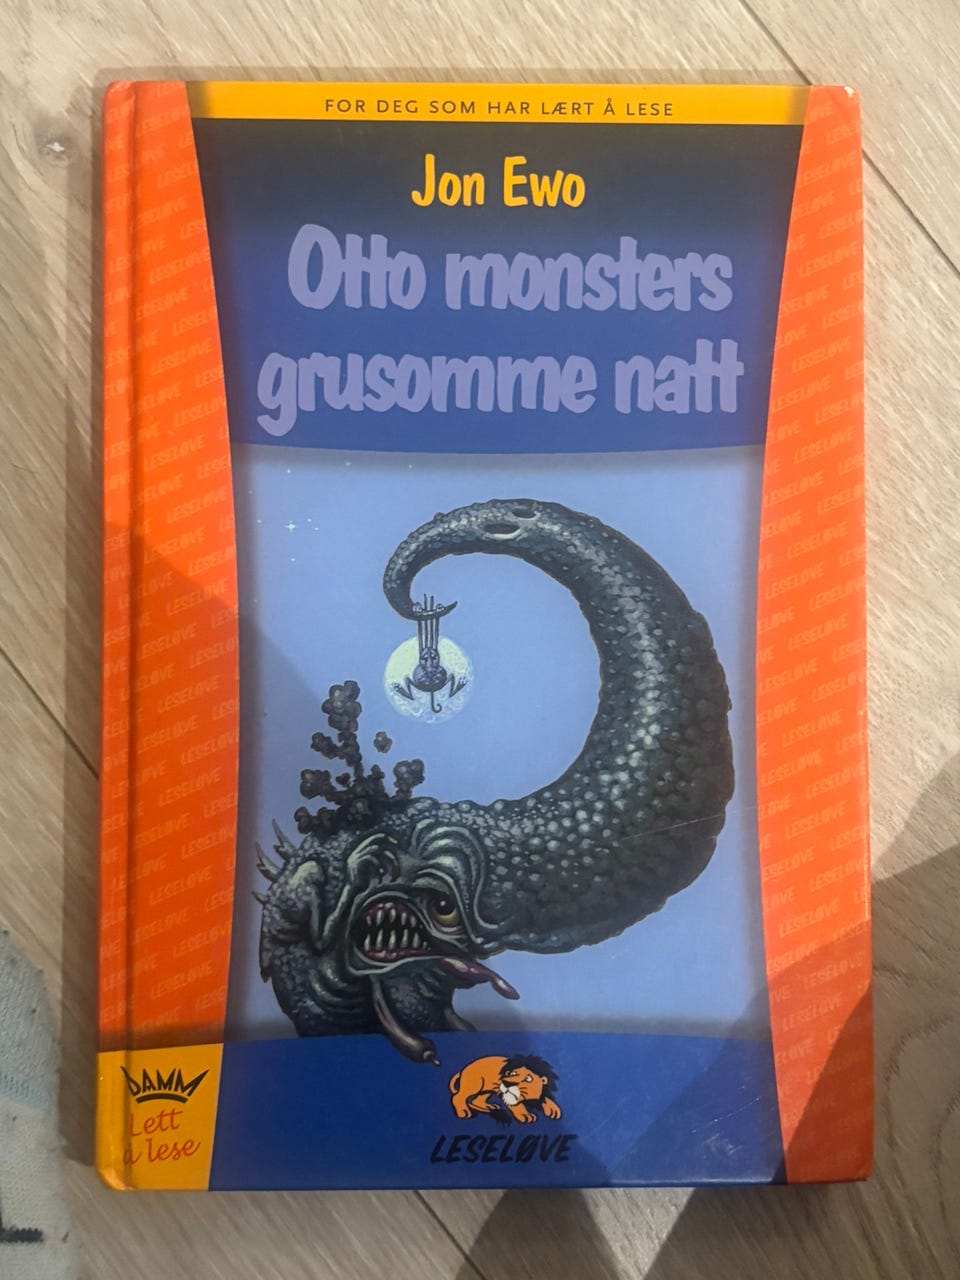 FOR DEG SOM HAR LÆRT Å LESE
Jon Ewo
Otto monsters
grusomme natt
DAMM
Lett
å lese
LESELØVE